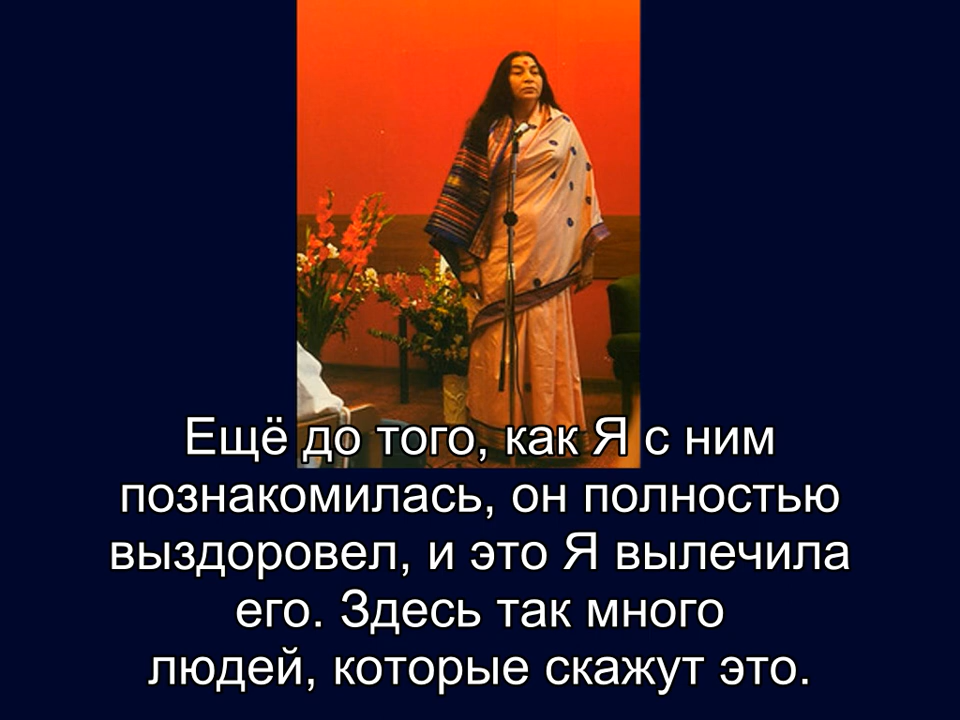 Ещё до того, как Я с ним
познакомилась, он полностью
выздоровел, и это Я вылечила
его. Здесь так много
людей, которые скажут это.